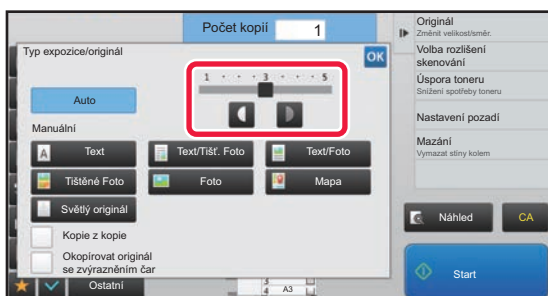 Počet kopií 1
Typ expozice/originál
OK
1 · · · 3 · · · 5
Auto
Manuální
A Text
Text/Tišť. Foto
Text/Foto
Tištěné Foto
Foto
Mapa
Světlý originál
Kopie z kopie
Okopírovat originál
se zvýrazněním čar
Ostatní
3
4 A3
Originál
Změnit velikost/směr.
Volba rozlišení
skenování
Úspora toneru
Snížení spotřeby toneru
Nastavení pozadí
Mazání
Vymazat stíny kolem
Náhled
CA
Start